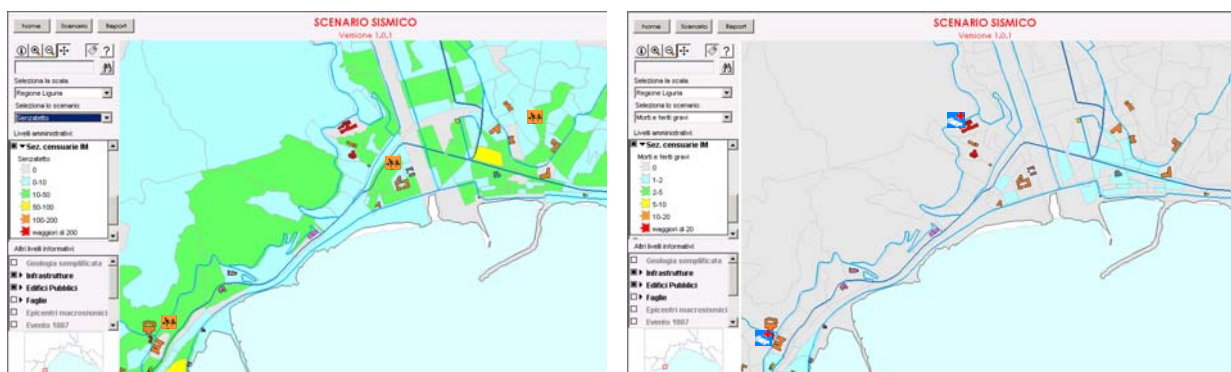 SCENARIO SISMICO
Home Scenario Report
Versione 1.0.1
?
Seleziona la scala:
Regione Liguria
Seleziona lo scenario:
Senzatetto
Livelli amministrativi:
Sez. censuarie IM
Senzatetto
0
0-10
10-50
50-100
100-200
maggiori di 200
Altri livelli informativi:
Geologia semplificata
Infrastrutture
Edifici Pubblici
Faglie
Epicentri macrosismici
Evento 1887
SCENARIO SISMICO
Home Scenario Report
Versione 1.0.1
?
Seleziona la scala:
Regione Liguria
Seleziona lo scenario:
Morti e feriti gravi
Livelli amministrativi:
Sez. censuarie IM
Morti e feriti gravi
0
1-2
2-5
5-10
10-20
maggiori di 20
Altri livelli informativi:
Geologia semplificata
Infrastrutture
Edifici Pubblici
Faglie
Epicentri macrosismici
Evento 1887